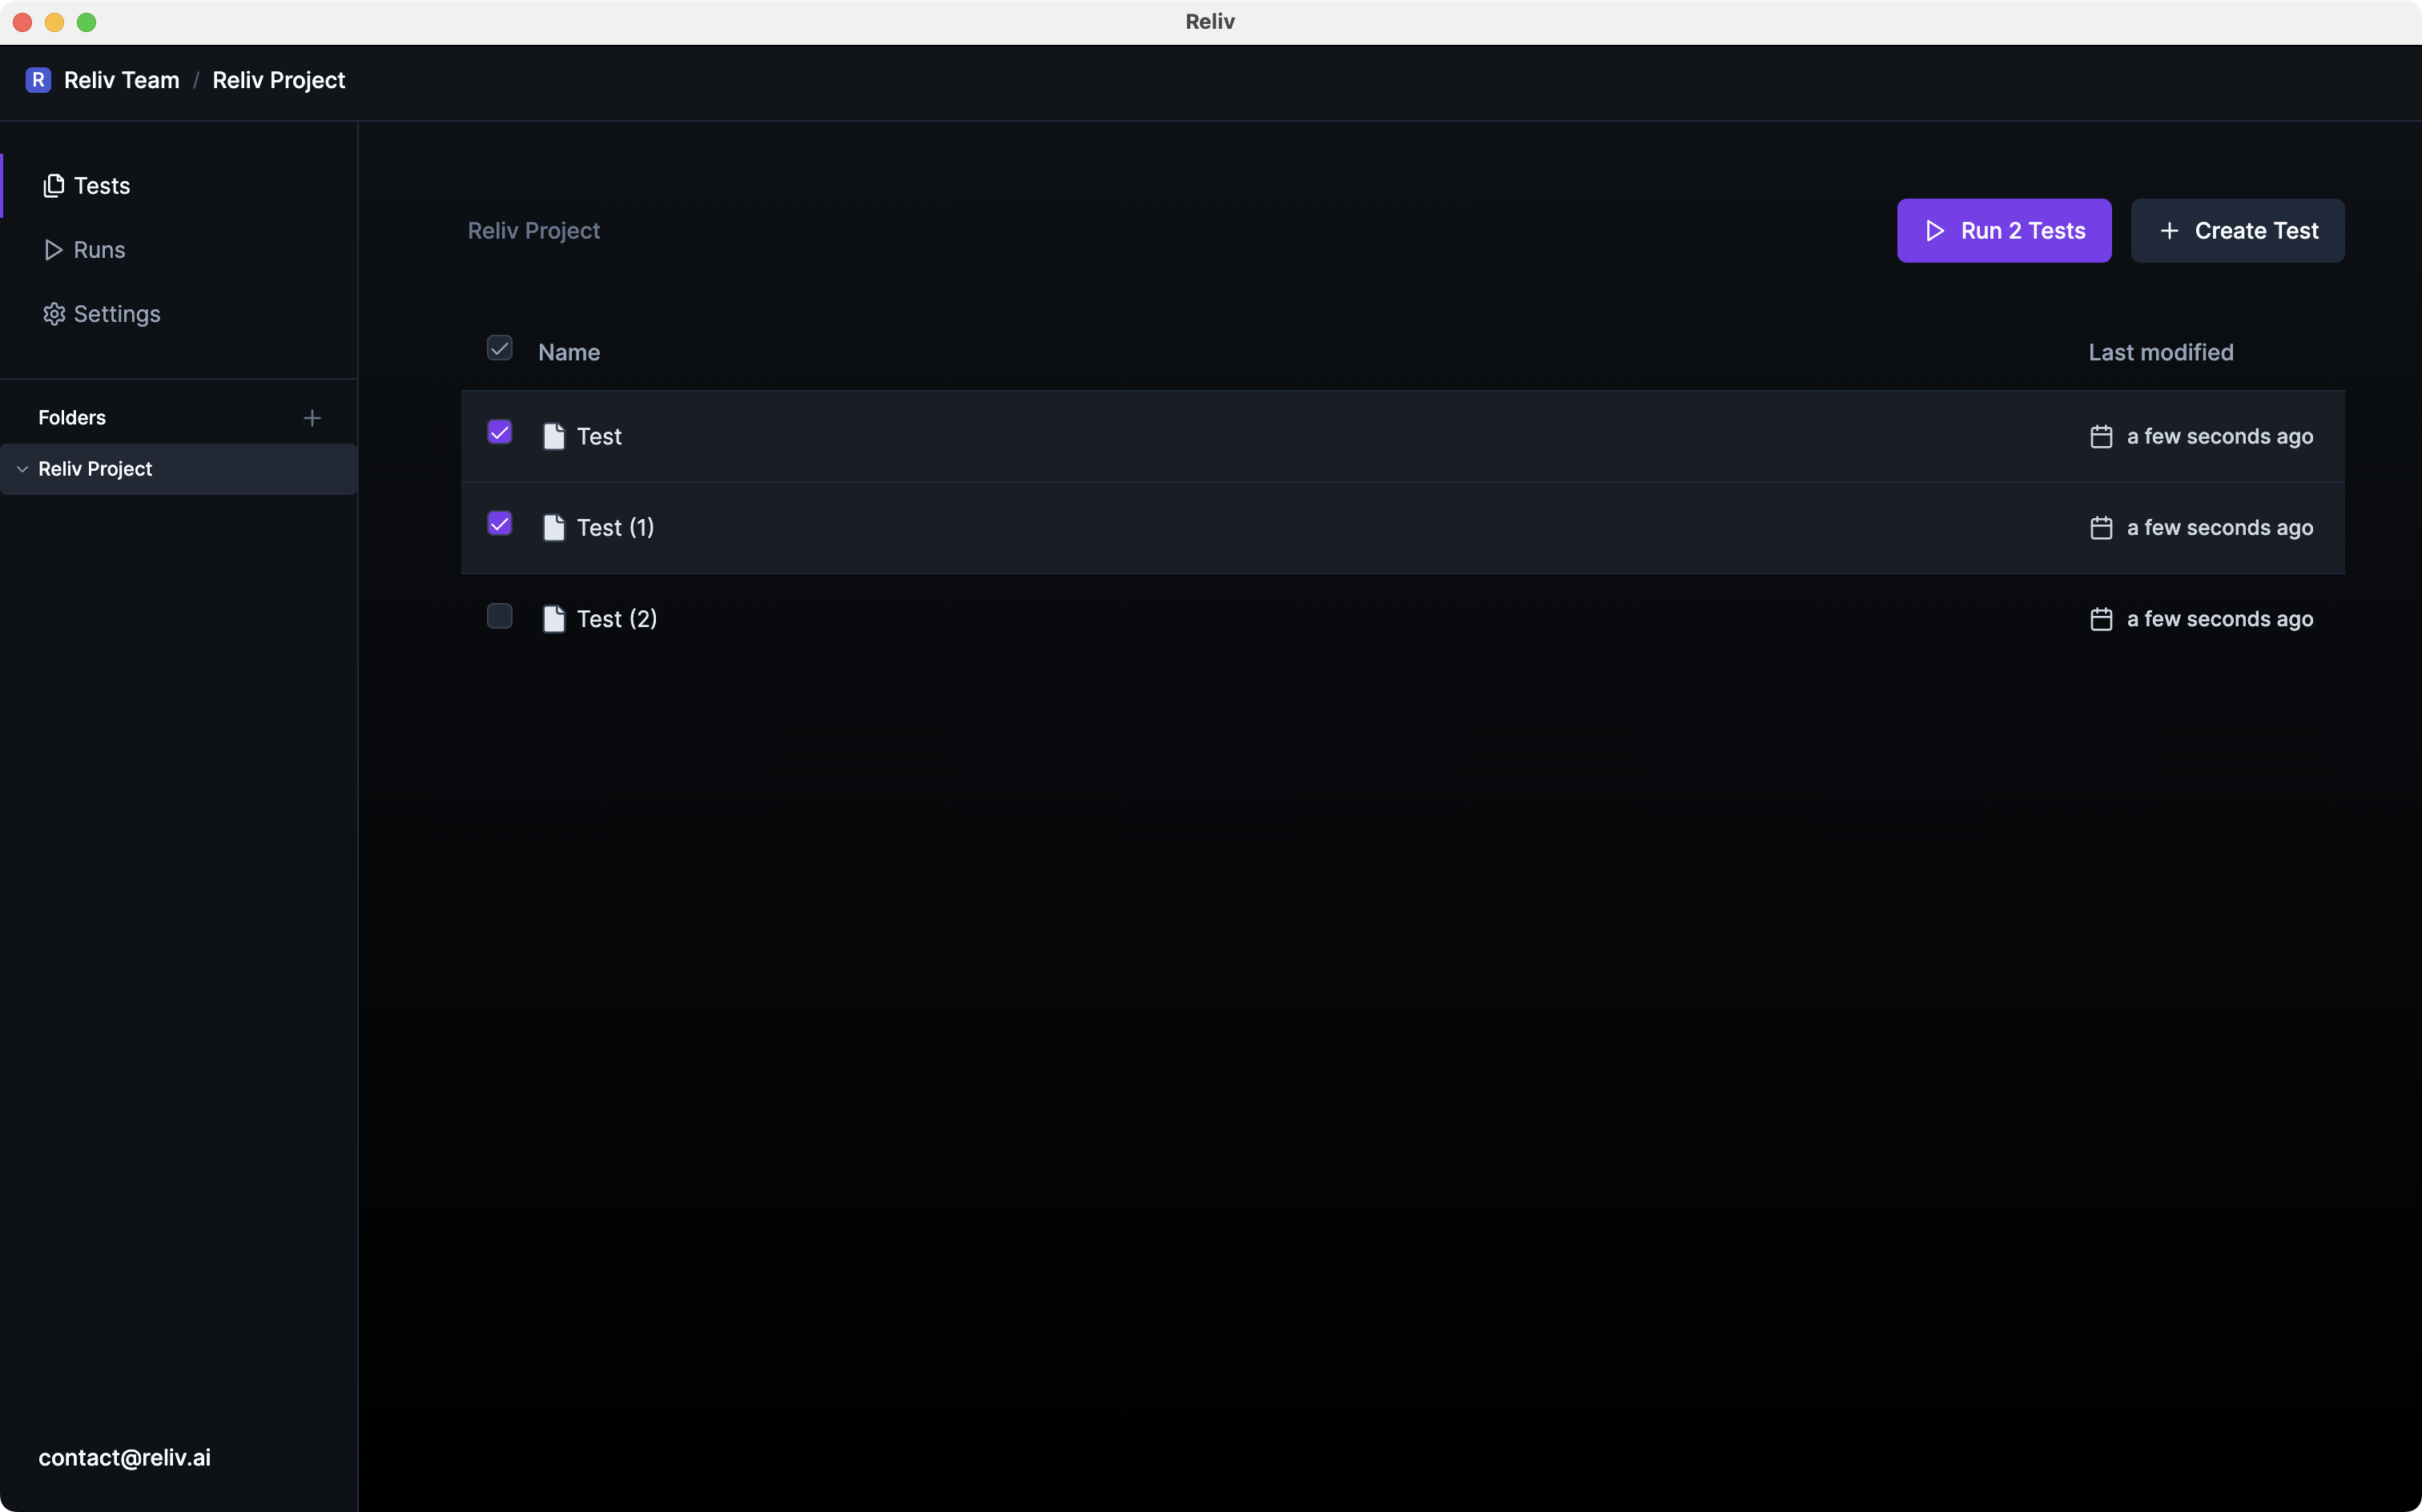 Reliv
R Reliv Team / Reliv Project
Tests
Runs
Settings
Folders
Reliv Project
contact@reliv.ai
Reliv Project
Run 2 Tests
Create Test
Name Last modified
Test a few seconds ago
Test (1) a few seconds ago
Test (2) a few seconds ago